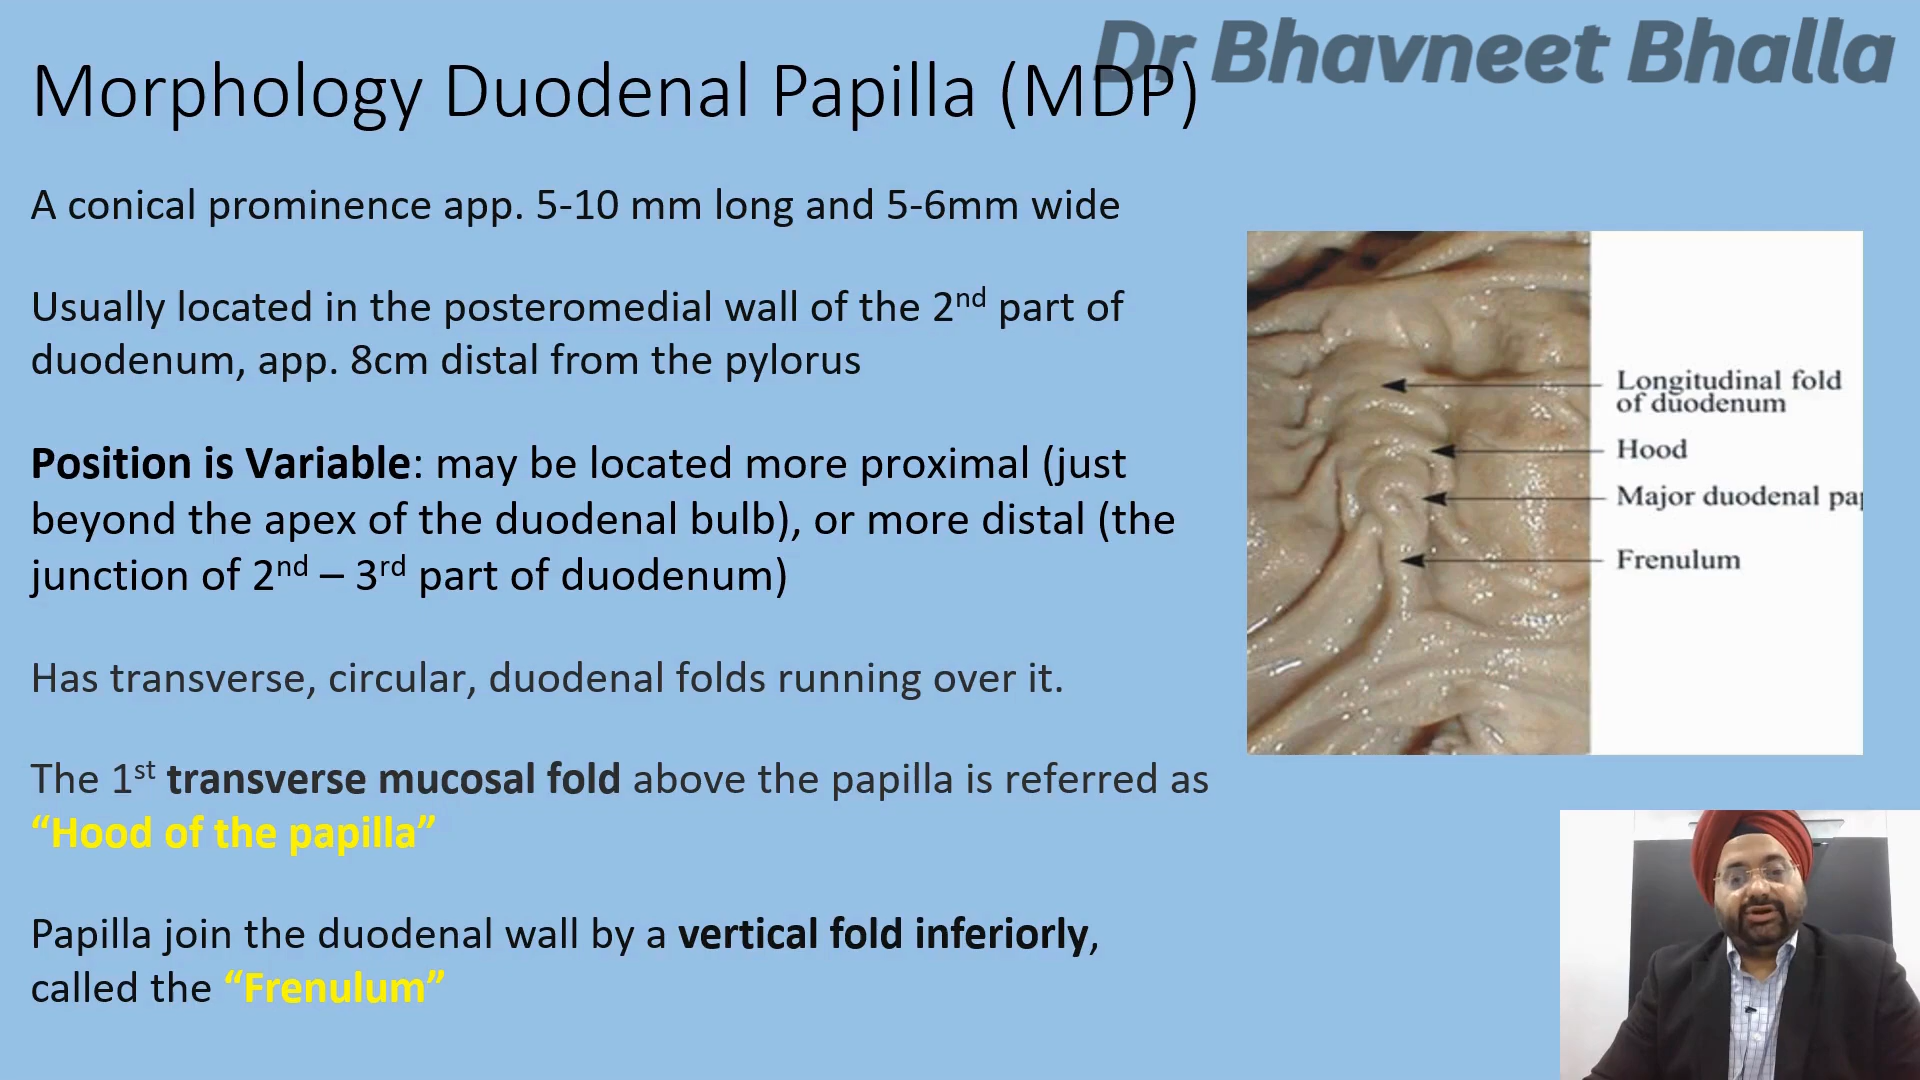 Dr Bhavneet Bhalla
Morphology Duodenal Papilla (MDP)
A conical prominence app. 5-10 mm long and 5-6mm wide
Usually located in the posteromedial wall of the 2nd part of
duodenum, app. 8cm distal from the pylorus
Position is Variable: may be located more proximal (just
beyond the apex of the duodenal bulb), or more distal (the
junction of 2nd – 3rd part of duodenum)
Has transverse, circular, duodenal folds running over it.
The 1st transverse mucosal fold above the papilla is referred as
“Hood of the papilla”
Papilla join the duodenal wall by a vertical fold inferiorly,
called the “Frenulum”
Longitudinal fold
of duodenum
Hood
Major duodenal pap
Frenulum